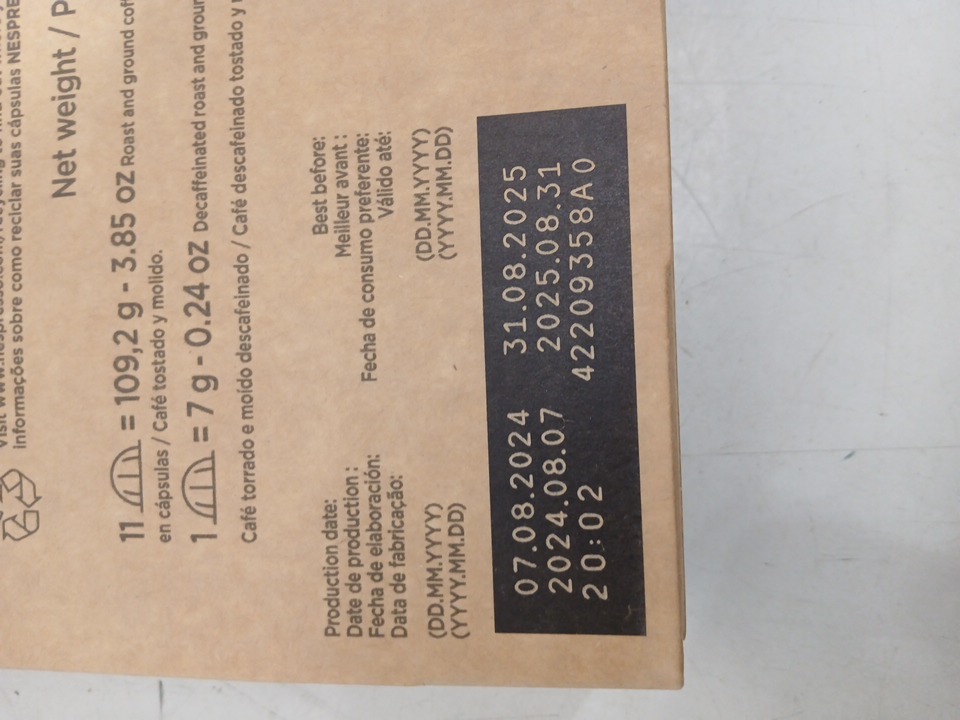 informações sobre como reciclar suas cápsulas
Net weight /
11 = 109,2 g - 3.85 OZ Roast and ground
en cápsulas / Café tostado y molido.
1 = 7 g - 0.24 OZ Decaffeinated roast and
Café torrado e moído descafeinado / Café descafeinado tostado y
Production date:
Date de production :
Fecha de elaboración:
Data de fabricação:
(DD.MM.YYYY)
(YYYY.MM.DD)
Best before:
Meilleur avant :
Fecha de consumo preferente:
Válido até:
(DD.MM.YYYY)
(YYYY.MM.DD)
07.08.2024 31.08.2025
2024.08.07 2025.08.31
20:02 42209358A0